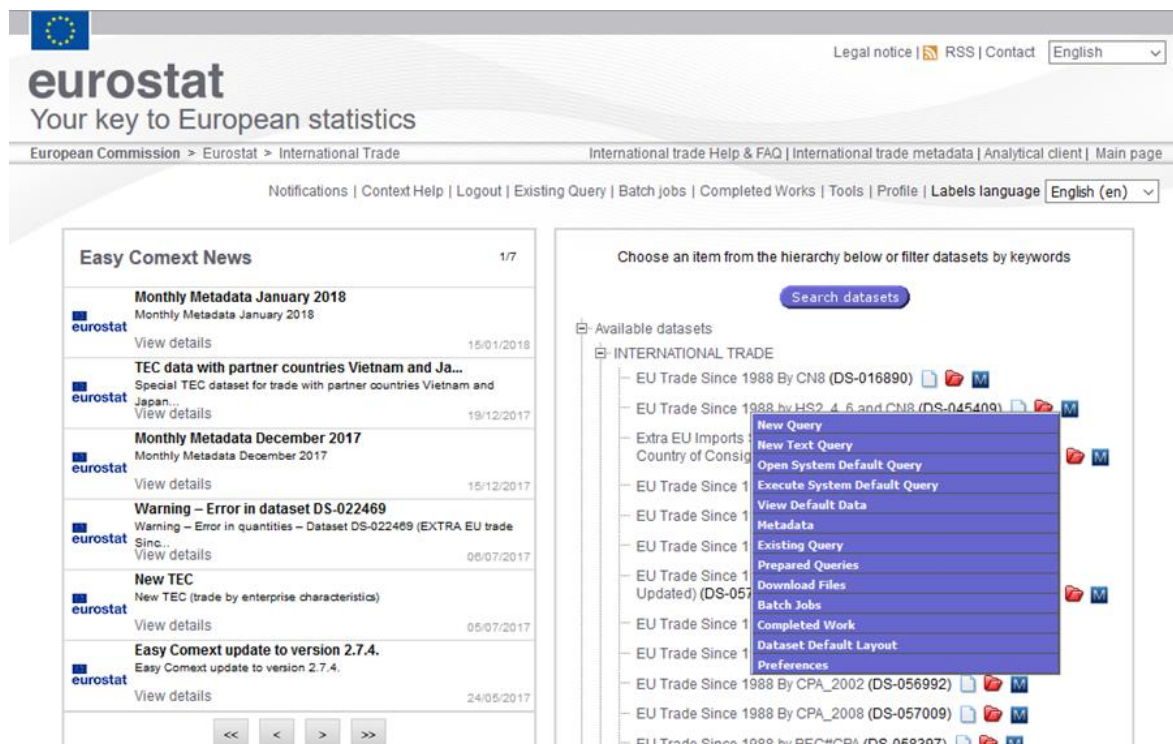 Legal notice | RSS | Contact English
eurostat
Your key to European statistics
European Commission > Eurostat > International Trade
International trade Help & FAQ | International trade metadata | Analytical client | Main page
Notifications | Context Help | Logout | Existing Query | Batch jobs | Completed Works | Tools | Profile | Labels language English (en)
Easy Comext News 1/7
Monthly Metadata January 2018
Monthly Metadata January 2018
eurostat
View details 15/01/2018
TEC data with partner countries Vietnam and Ja...
Special TEC dataset for trade with partner countries Vietnam and
eurostat
Japan...
View details 19/12/2017
Monthly Metadata December 2017
Monthly Metadata December 2017
eurostat
View details 15/12/2017
Warning – Error in dataset DS-022469
Warning – Error in quantities – Dataset DS-022469 (EXTRA EU trade
eurostat
Sinc...
View details 06/07/2017
New TEC
New TEC (trade by enterprise characteristics)
eurostat
View details 05/07/2017
Easy Comext update to version 2.7.4.
Easy Comext update to version 2.7.4.
eurostat
View details 24/05/2017
<< < > >>
Choose an item from the hierarchy below or filter datasets by keywords
Search datasets
Available datasets
INTERNATIONAL TRADE
EU Trade Since 1988 By CN8 (DS-016890) M
EU Trade Since 1988 by HS2_4_6 and CN8 (DS-045409) M
Extra EU Imports
Country of Consig M
EU Trade Since 1
EU Trade Since 1
EU Trade Since 1
EU Trade Since 1
Updated) (DS-057 M
EU Trade Since 1
EU Trade Since 1
New Query
New Text Query
Open System Default Query
Execute System Default Query
View Default Data
Metadata
Existing Query
Prepared Queries
Download Files
Batch Jobs
Completed Work
Dataset Default Layout
Preferences
EU Trade Since 1988 By CPA_2002 (DS-056992) M
EU Trade Since 1988 By CPA_2008 (DS-057009) M
EU Trade Since 1988 by BEC#CPA (DS-058397) M